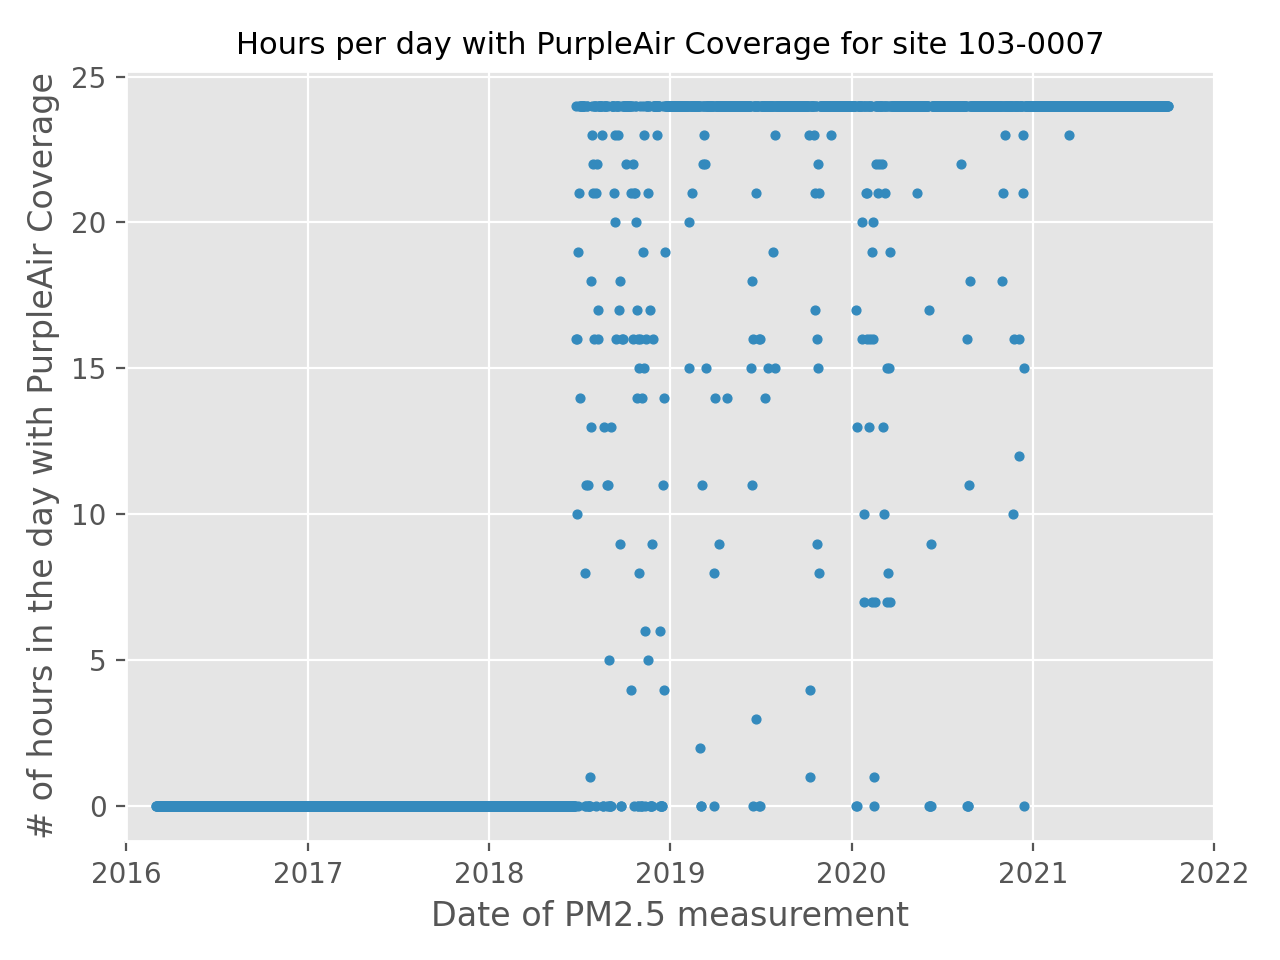 Hours per day with PurpleAir Coverage for site 103-0007
# of hours in the day with PurpleAir Coverage
25
20
15
10
5
0
2016 2017 2018 2019 2020 2021 2022
Date of PM2.5 measurement